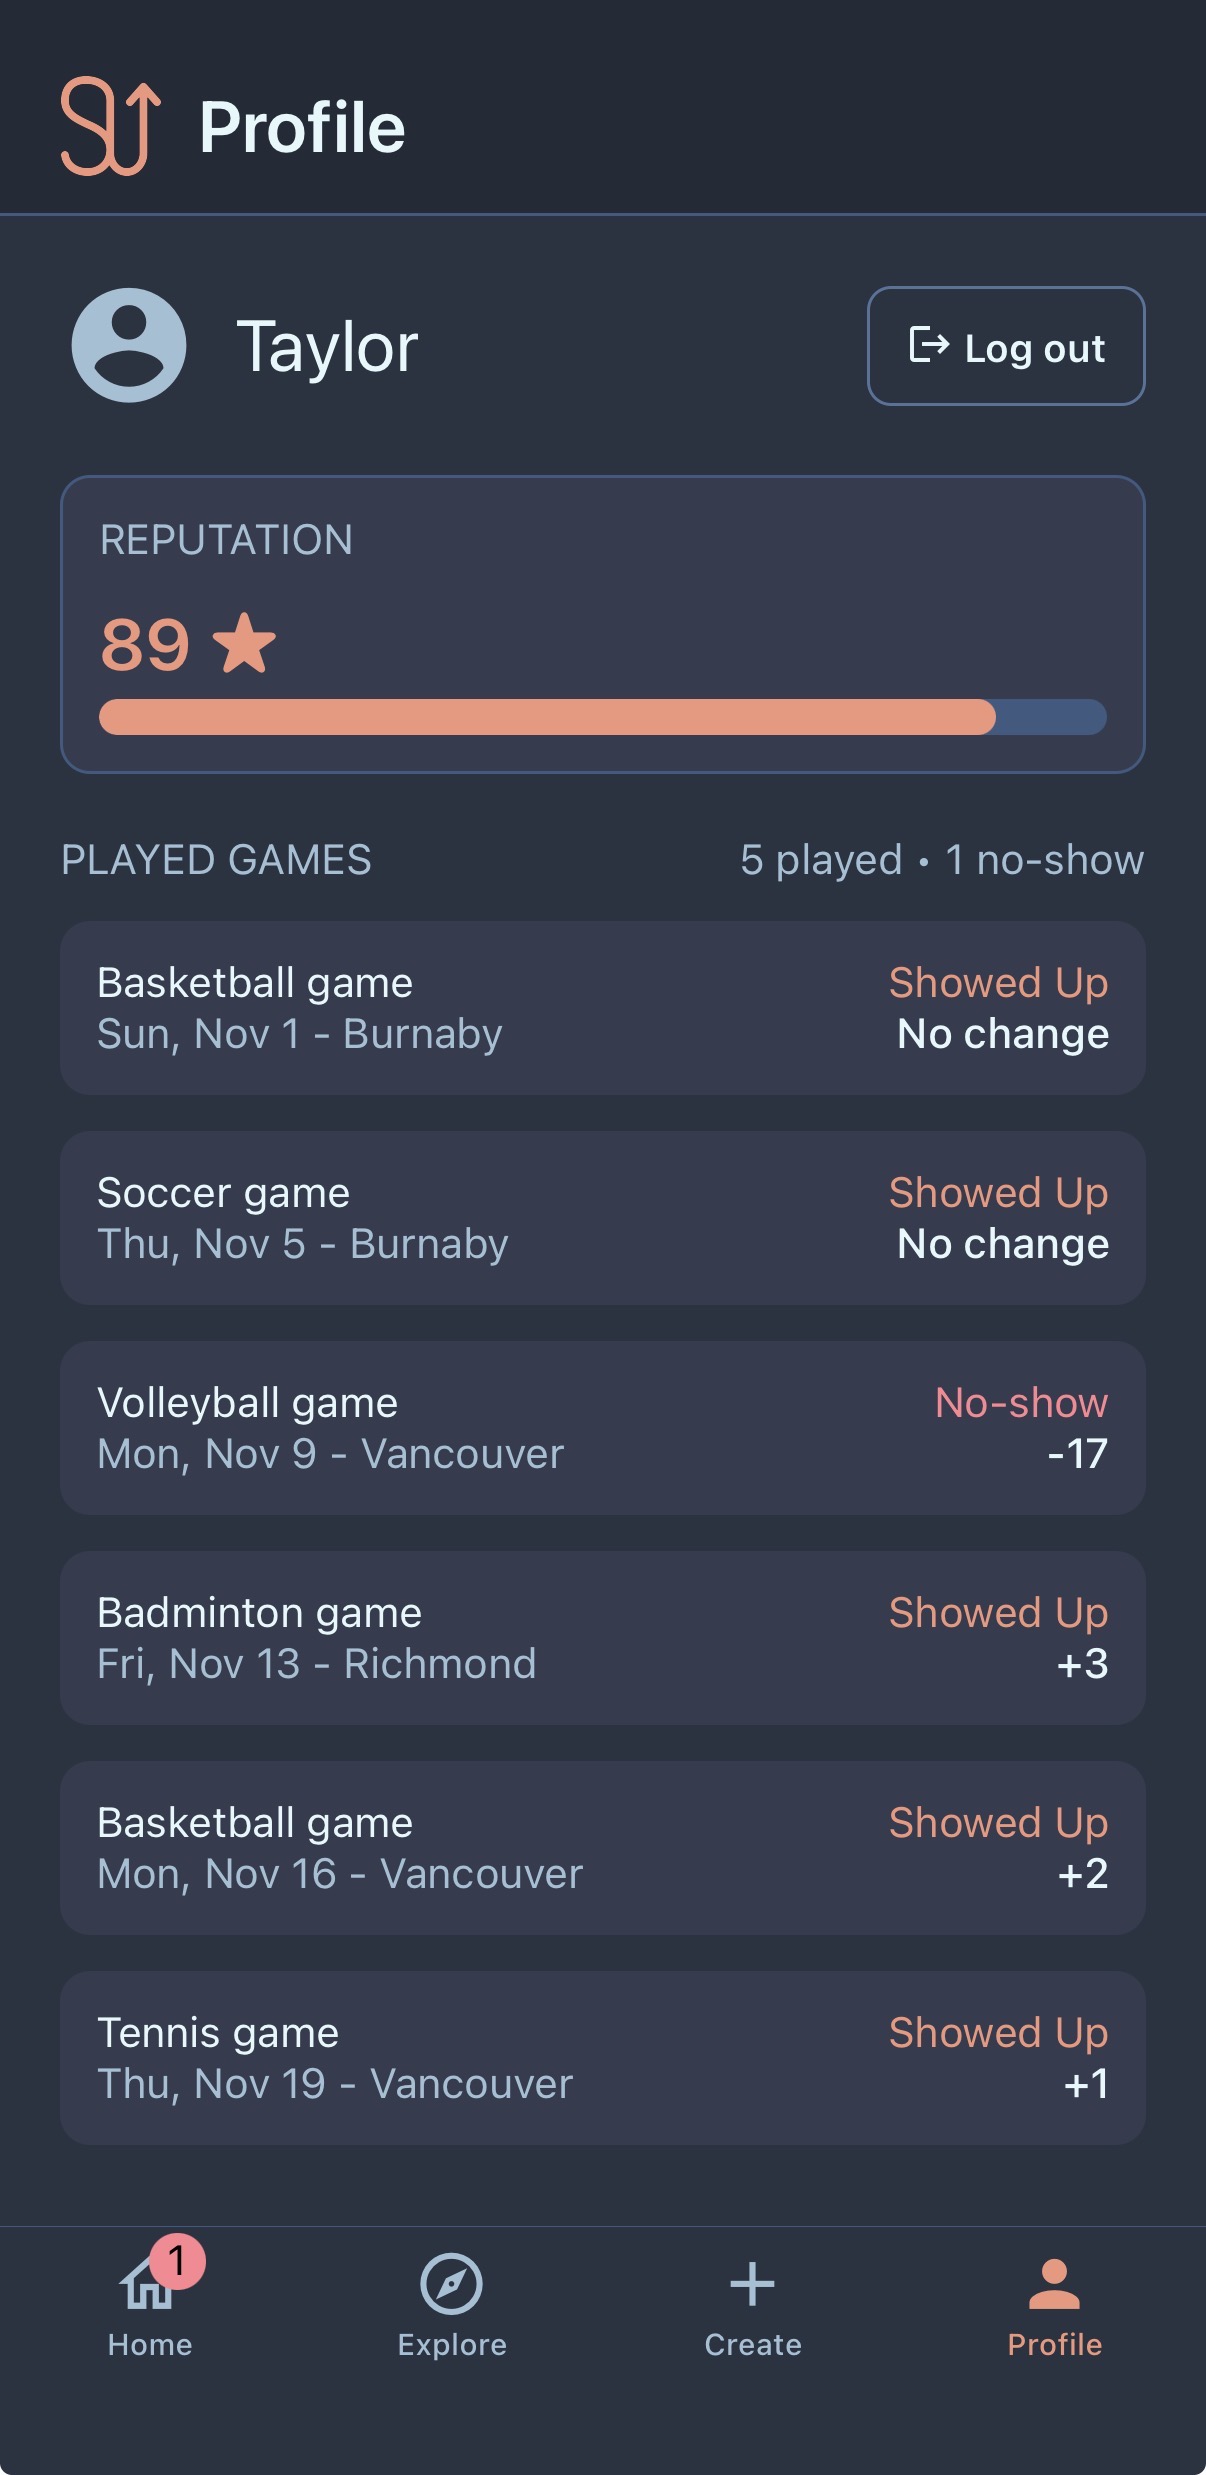 Profile
Taylor
Log out
REPUTATION
89
PLAYED GAMES
5 played • 1 no-show
Basketball game
Showed Up
Sun, Nov 1 - Burnaby
No change
Soccer game
Showed Up
Thu, Nov 5 - Burnaby
No change
Volleyball game
No-show
Mon, Nov 9 - Vancouver
-17
Badminton game
Showed Up
Fri, Nov 13 - Richmond
+3
Basketball game
Showed Up
Mon, Nov 16 - Vancouver
+2
Tennis game
Showed Up
Thu, Nov 19 - Vancouver
+1
1
Home
Explore
Create
Profile